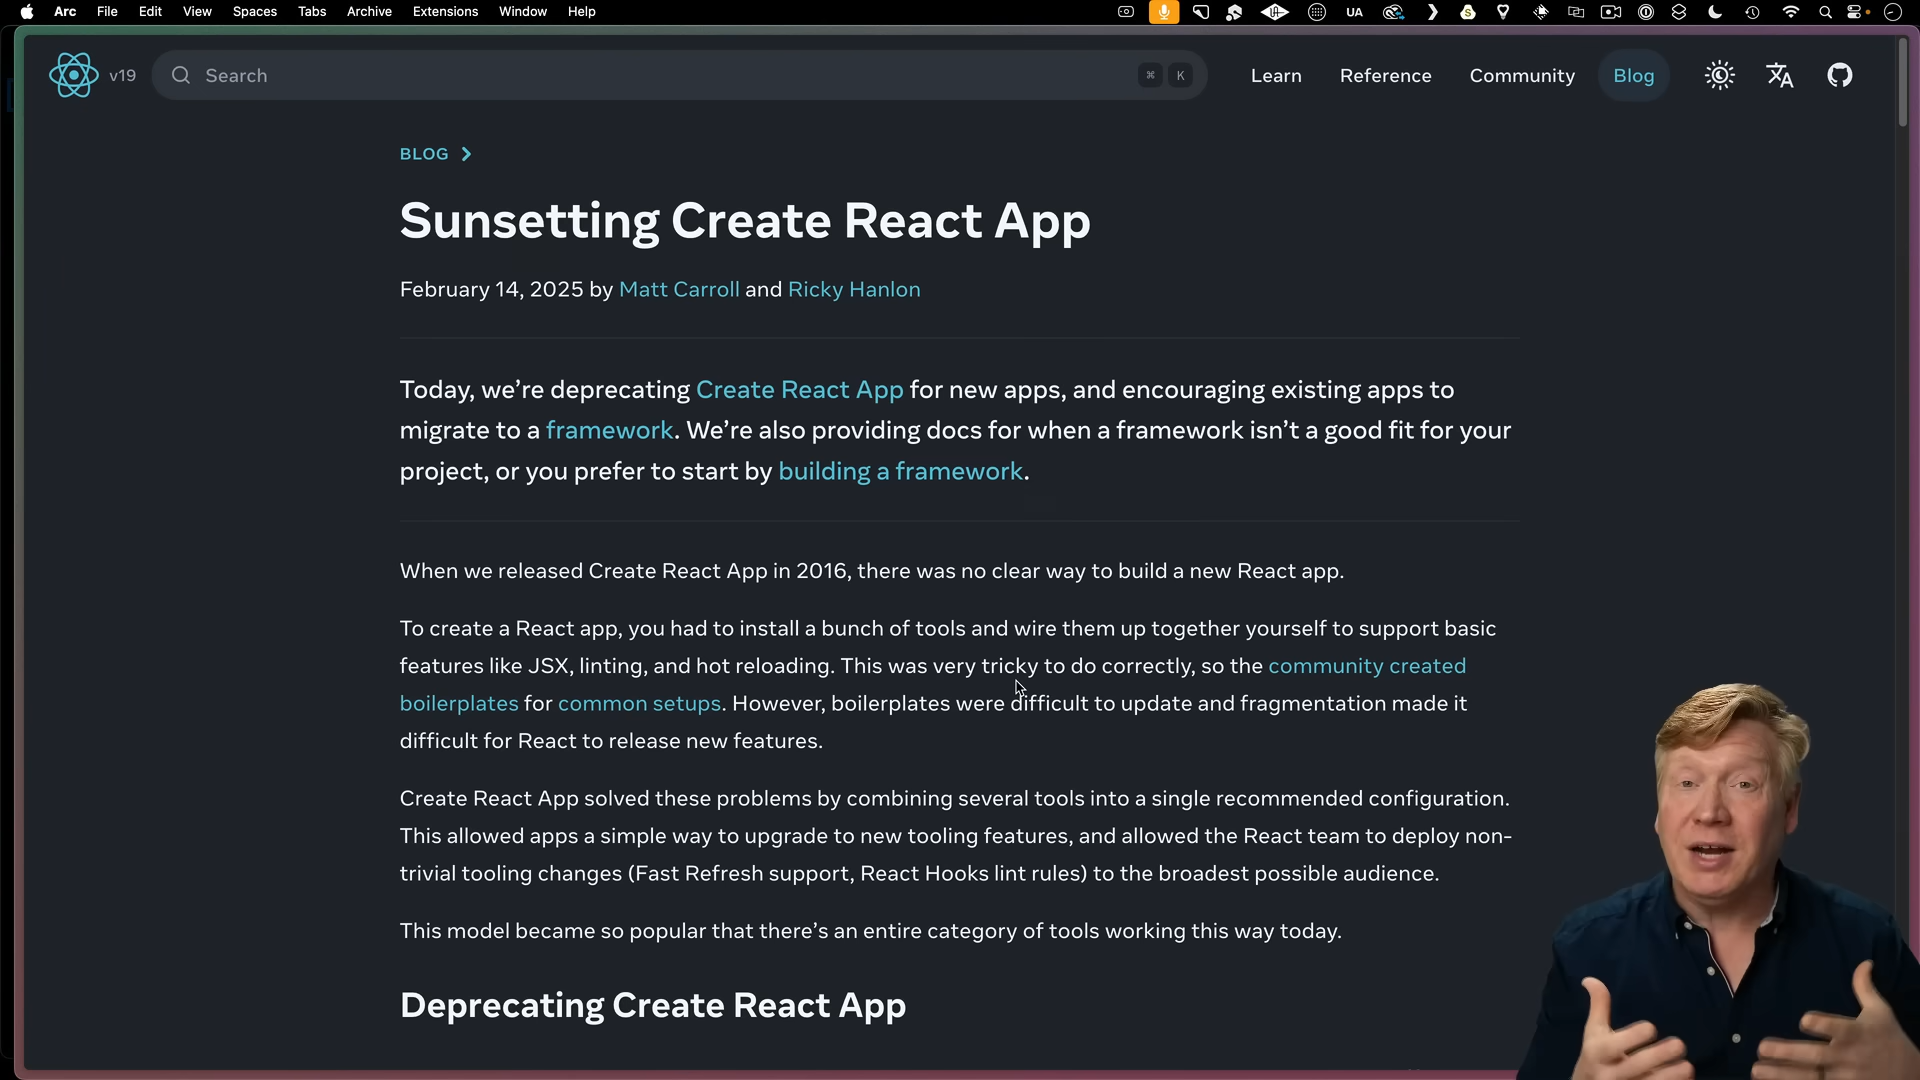 Arc File Edit View Spaces Tabs Archive Extensions Window Help UA
v19 Search ⌘ K Learn Reference Community Blog
BLOG
Sunsetting Create React App
February 14, 2025 by Matt Carroll and Ricky Hanlon
Today, we’re deprecating Create React App for new apps, and encouraging existing apps to
migrate to a framework. We’re also providing docs for when a framework isn’t a good fit for your
project, or you prefer to start by building a framework.
When we released Create React App in 2016, there was no clear way to build a new React app.
To create a React app, you had to install a bunch of tools and wire them up together yourself to support basic
features like JSX, linting, and hot reloading. This was very tricky to do correctly, so the community created
boilerplates for common setups. However, boilerplates were difficult to update and fragmentation made it
difficult for React to release new features.
Create React App solved these problems by combining several tools into a single recommended configuration.
This allowed apps a simple way to upgrade to new tooling features, and allowed the React team to deploy non-
trivial tooling changes (Fast Refresh support, React Hooks lint rules) to the broadest possible audience.
This model became so popular that there’s an entire category of tools working this way today.
Deprecating Create React App